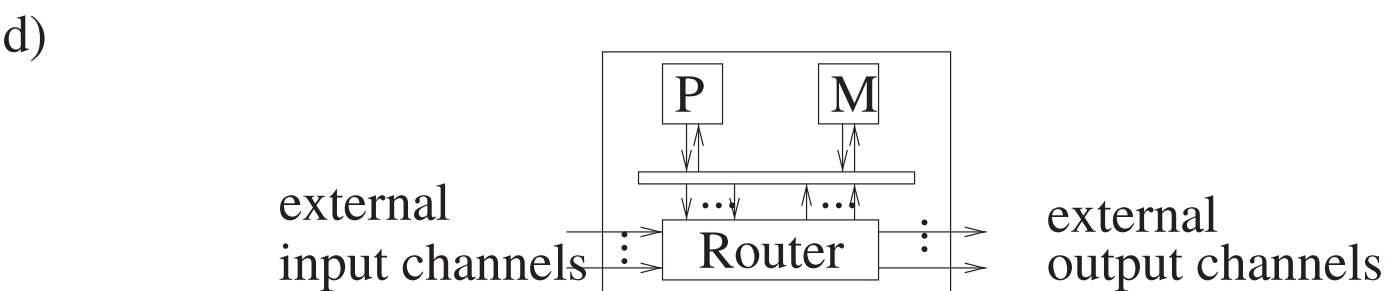 d)
P
M
external
input channels
Router
external
output channels